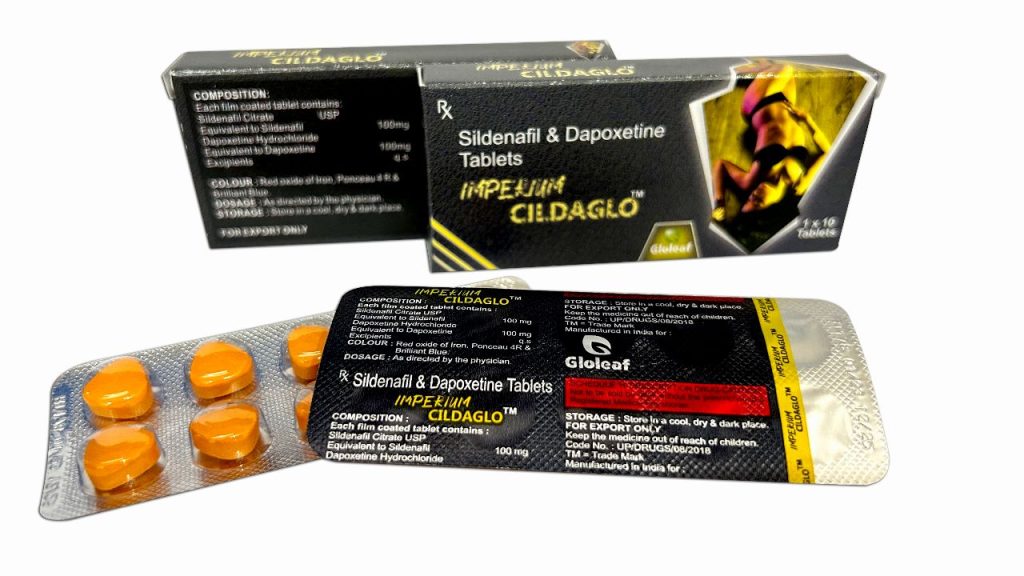 IMPERIUM
CILDAGLO™
COMPOSITION:
Each film coated tablet contains:
Sildenafil Citrate USP
Equivalent to Sildenafil 100mg
Dapoxetine Hydrochloride
Equivalent to Dapoxetine 100mg
Excipients q.s
COLOUR : Red oxide of Iron, Ponceau 4 R &
Brilliant Blue.
DOSAGE : As directed by the physician.
STORAGE : Store in a cool, dry & dark place.
FOR EXPORT ONLY
IMPERIUM
CILDAGLO™
Rx
Sildenafil & Dapoxetine
Tablets
IMPERIUM
CILDAGLO™
Gloleaf
1 x 10
Tablets
IMPERIUM
CILDAGLO™
COMPOSITION :
Each film coated tablet contains :
Sildenafil Citrate USP
Equivalent to Sildenafil 100 mg
Dapoxetine Hydrochloride
Equivalent to Dapoxetine 100 mg
Excipients q.s
COLOUR : Red oxide of Iron, Ponceau 4R &
Brilliant Blue.
DOSAGE : As directed by the physician.
Rx Sildenafil & Dapoxetine Tablets
IMPERIUM
CILDAGLO™
COMPOSITION :
Each film coated tablet contains :
Sildenafil Citrate USP
Equivalent to Sildenafil 100 mg
Dapoxetine Hydrochloride
STORAGE : Store in a cool, dry & dark place.
FOR EXPORT ONLY
Keep the medicine out of reach of children.
Code No. : UP/DRUGS/08/2018
TM = Trade Mark
Manufactured in India for :
Gloleaf
STORAGE : Store in a cool, dry & dark place.
FOR EXPORT ONLY
Keep the medicine out of reach of children.
Code No. : UP/DRUGS/08/2018
TM = Trade Mark
Manufactured in India for :
IMPERIUM
CILDAGLO™
IMPERIUM
CILDAGLO™